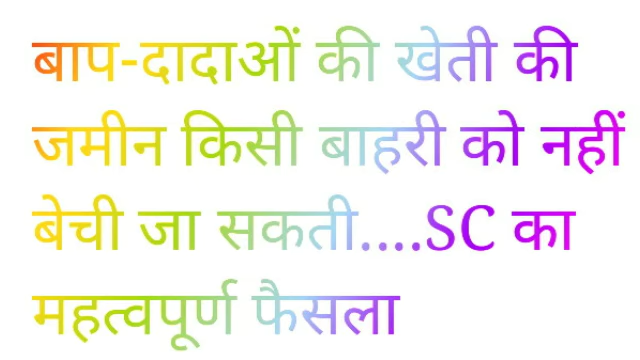 बाप-दादाओं की खेती की
जमीन किसी बाहरी को नहीं
बेची जा सकती....SC का
महत्वपूर्ण फैसला